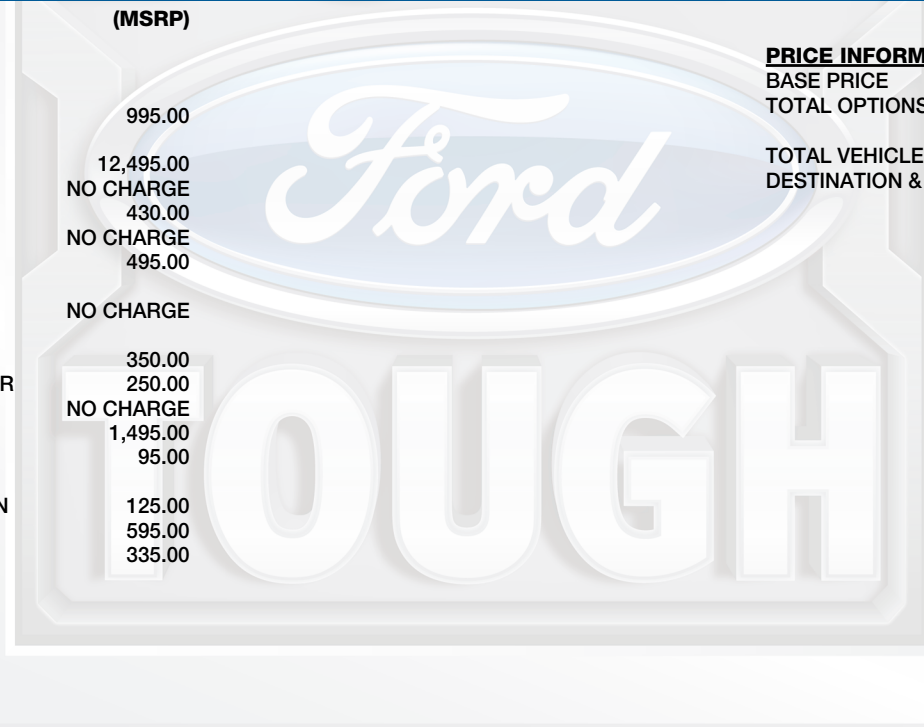 (MSRP)
995.00
12,495.00
NO CHARGE
430.00
NO CHARGE
495.00
NO CHARGE
350.00
R 250.00
NO CHARGE
1,495.00
95.00
N 125.00
595.00
335.00
PRICE INFORM
BASE PRICE
TOTAL OPTIONS
TOTAL VEHICLE
DESTINATION &
Ford
TOUGH